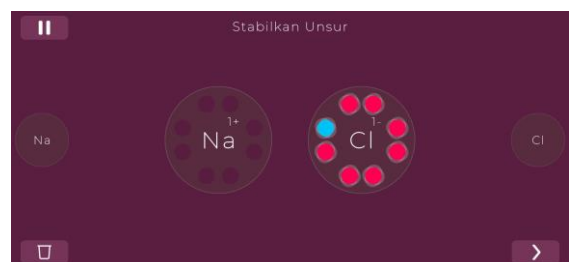 Stabilkan Unsur
Na
Na 1+
Cl 1-
Cl